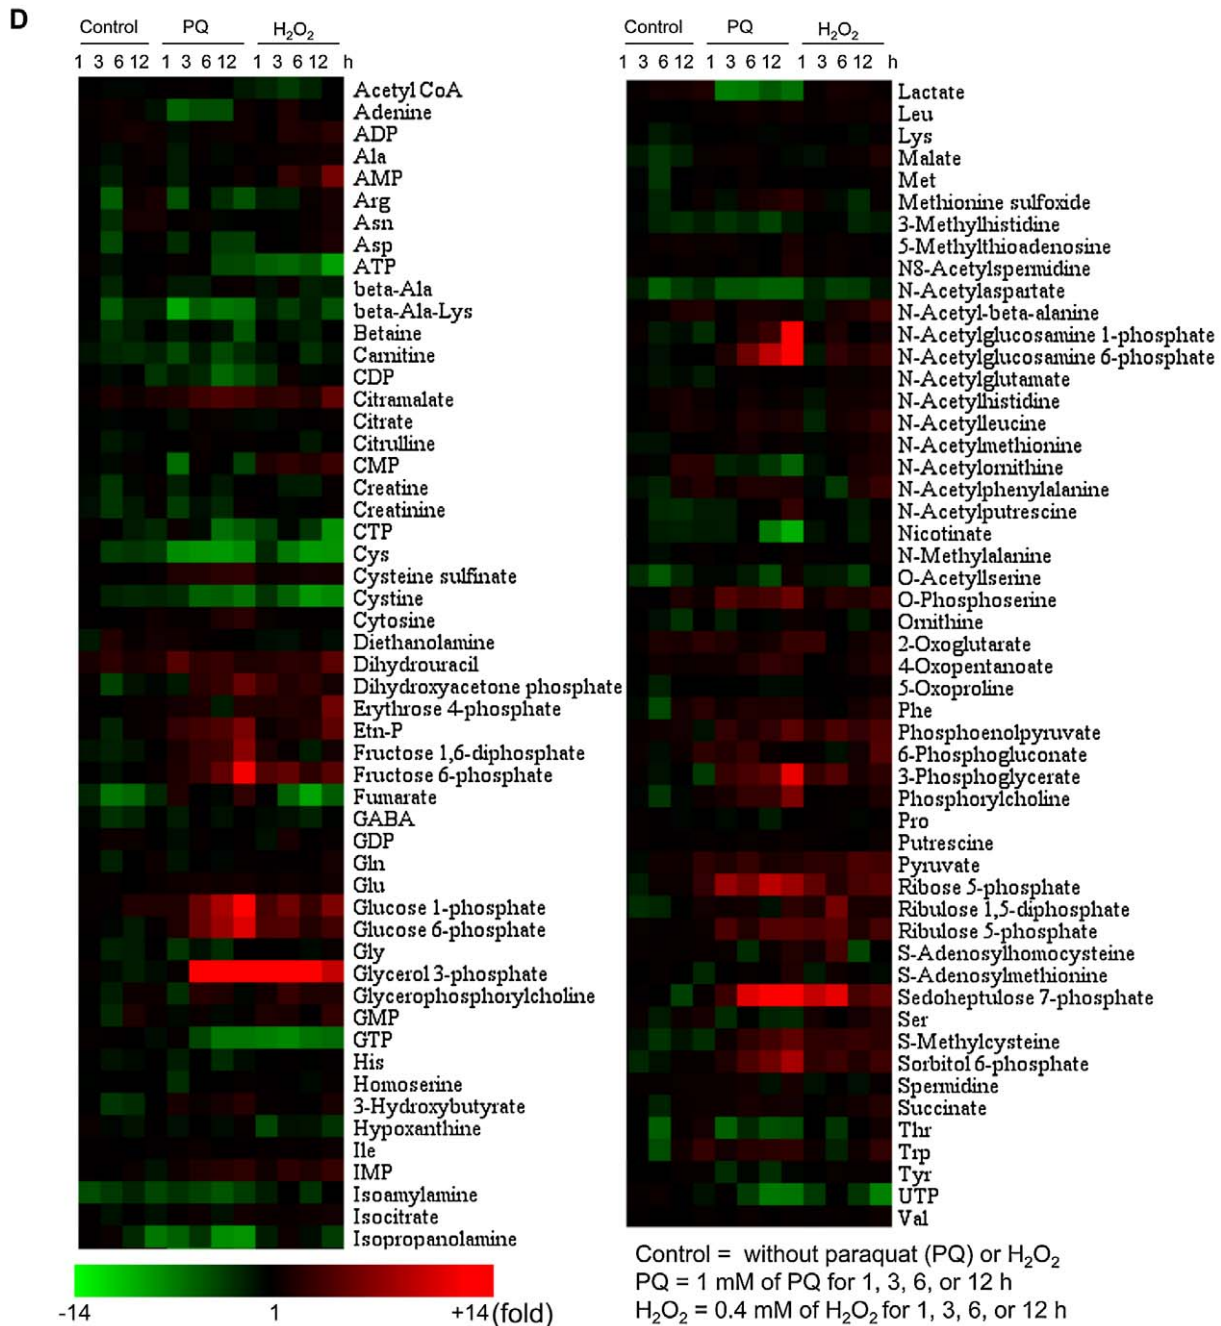 D
Control PQ H₂O₂
1 3 6 12 1 3 6 12 1 3 6 12 h
Acetyl CoA
Adenine
ADP
Ala
AMP
Arg
Asn
Asp
ATP
beta-Ala
beta-Ala-Lys
Betaine
Carnitine
CDP
Citramalate
Citrate
Citrulline
CMP
Creatine
Creatinine
CTP
Cys
Cysteine sulfinate
Cystine
Cytosine
Diethanolamine
Dihydrouracil
Dihydroxyacetone phosphate
Erythrose 4-phosphate
Etn-P
Fructose 1,6-diphosphate
Fructose 6-phosphate
Fumarate
GABA
GDP
Gln
Glu
Glucose 1-phosphate
Glucose 6-phosphate
Gly
Glycerol 3-phosphate
Glycerophosphorylcholine
GMP
GTP
His
Homoserine
3-Hydroxybutyrate
Hypoxanthine
Ile
IMP
Isoamylamine
Isocitrate
Isopropanolamine
-14 1 +14(fold)
Control PQ H₂O₂
1 3 6 12 1 3 6 12 1 3 6 12 h
Lactate
Leu
Lys
Malate
Met
Methionine sulfoxide
3-Methylhistidine
5-Methylthioadenosine
N8-Acetylspermidine
N-Acetylaspartate
N-Acetyl-beta-alanine
N-Acetylglucosamine 1-phosphate
N-Acetylglucosamine 6-phosphate
N-Acetylglutamate
N-Acetylhistidine
N-Acetylleucine
N-Acetylmethionine
N-Acetylornithine
N-Acetylphenylalanine
N-Acetylputrescine
Nicotinate
N-Methylalanine
O-Acetyllserine
O-Phosphoserine
Ornithine
2-Oxoglutarate
4-Oxopentanoate
5-Oxoproline
Phe
Phosphoenolpyruvate
6-Phosphogluconate
3-Phosphoglycerate
Phosphorylcholine
Pro
Putrescine
Pyruvate
Ribose 5-phosphate
Ribulose 1,5-diphosphate
Ribulose 5-phosphate
S-Adenosylhomocysteine
S-Adenosylmethionine
Sedoheptulose 7-phosphate
Ser
S-Methylcysteine
Sorbitol 6-phosphate
Spermidine
Succinate
Thr
Trp
Tyr
UTP
Val
Control = without paraquat (PQ) or H₂O₂
PQ = 1 mM of PQ for 1, 3, 6, or 12 h
H₂O₂ = 0.4 mM of H₂O₂ for 1, 3, 6, or 12 h